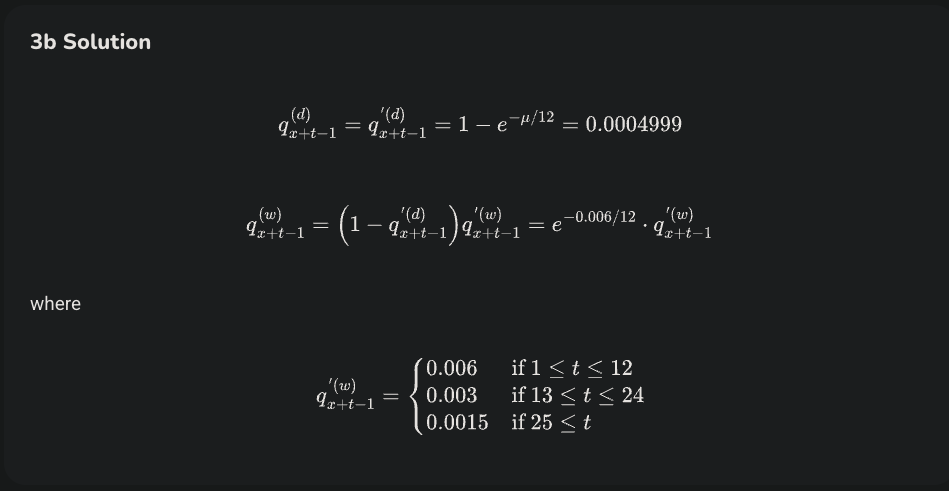 3b Solution
q_{x+t-1}^{(d)} = q_{x+t-1}^{'(d)} = 1 - e^{-μ/12} = 0.0004999
q_{x+t-1}^{(w)} = (1 - q_{x+t-1}^{'(d)}) q_{x+t-1}^{'(w)} = e^{-0.006/12} · q_{x+t-1}^{'(w)}
where
q_{x+t-1}^{'(w)} = { 0.006 if 1 ≤ t ≤ 12
0.003 if 13 ≤ t ≤ 24
0.0015 if 25 ≤ t